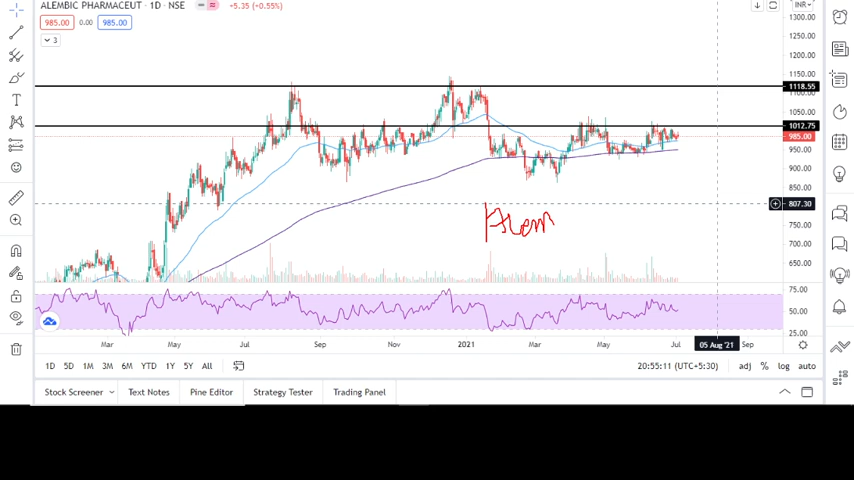 ALEMBIC PHARMACEUT · 1D · NSE
+5.35 (+0.55%)
INR
985.00 0.00 985.00
3
1300.00
1250.00
1200.00
1150.00
1118.55
1100.00
1050.00
1012.75
985.00
950.00
900.00
850.00
807.30
750.00
700.00
650.00
Alem
75.00
50.00
25.00
Mar May Jul Sep Nov 2021 Mar May Jul 05 Aug '21 Sep
1D 5D 1M 3M 6M YTD 1Y 5Y All
20:55:11 (UTC+5:30) adj % log auto
Stock Screener Text Notes Pine Editor Strategy Tester Trading Panel